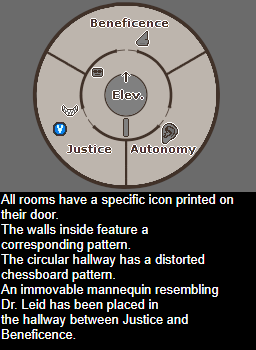 Beneficence
Elev.
V
Justice
Autonomy
All rooms have a specific icon printed on
their door.
The walls inside feature a
corresponding pattern.
The circular hallway has a distorted
chessboard pattern.
An immovable mannequin resembling
Dr. Leid has been placed in
the hallway between Justice and
Beneficence.